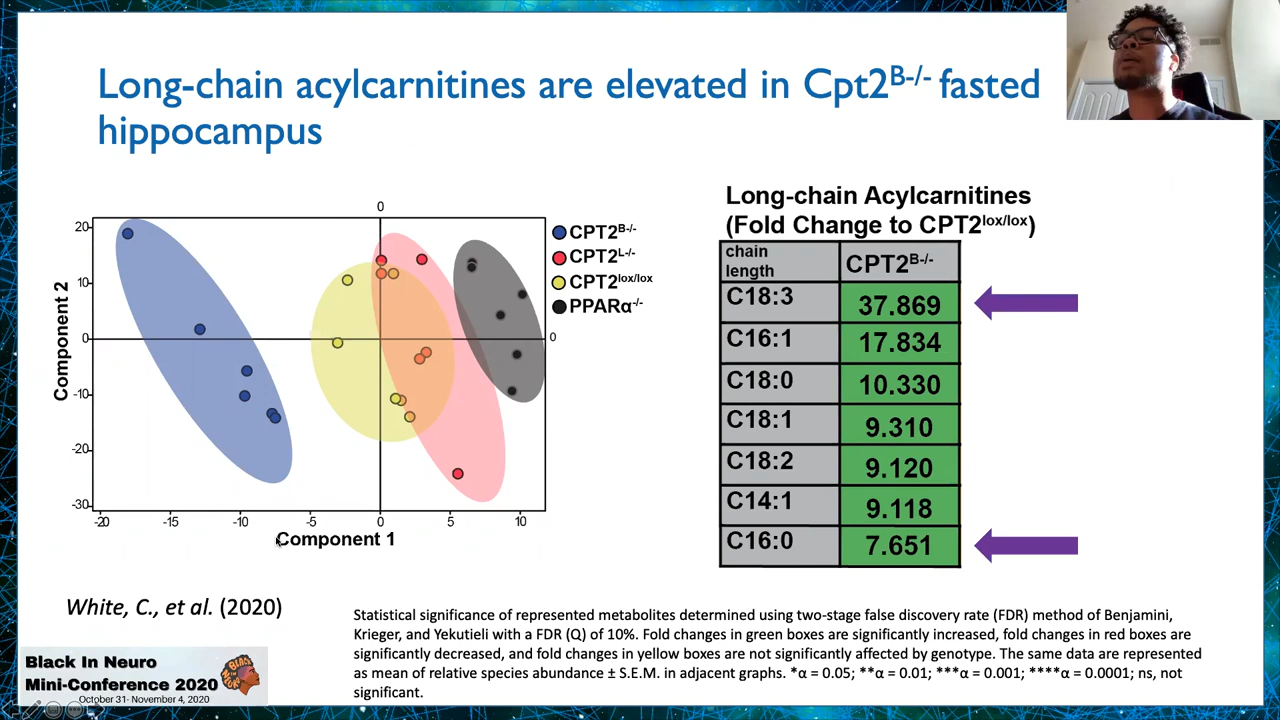 Long-chain acylcarnitines are elevated in Cpt2B-/- fasted
hippocampus
0
20
10
0
-10
-20
-30
0
-20
-15
-10
-5
0
5
10
Component 2
Component 1
CPT2B-/-
CPT2L-/-
CPT2lox/lox
PPARα-/-
Long-chain Acylcarnitines
(Fold Change to CPT2lox/lox)
chain
length
CPT2B-/-
C18:3 37.869
C16:1 17.834
C18:0 10.330
C18:1 9.310
C18:2 9.120
C14:1 9.118
C16:0 7.651
White, C., et al. (2020)
Statistical significance of represented metabolites determined using two-stage false discovery rate (FDR) method of Benjamini,
Krieger, and Yekutieli with a FDR (Q) of 10%. Fold changes in green boxes are significantly increased, fold changes in red boxes are
significantly decreased, and fold changes in yellow boxes are not significantly affected by genotype. The same data are represented
as mean of relative species abundance ± S.E.M. in adjacent graphs. *α = 0.05; **α = 0.01; ***α = 0.001; ****α = 0.0001; ns, not
significant.
Black In Neuro
Mini-Conference 2020
October 31- November 4, 2020